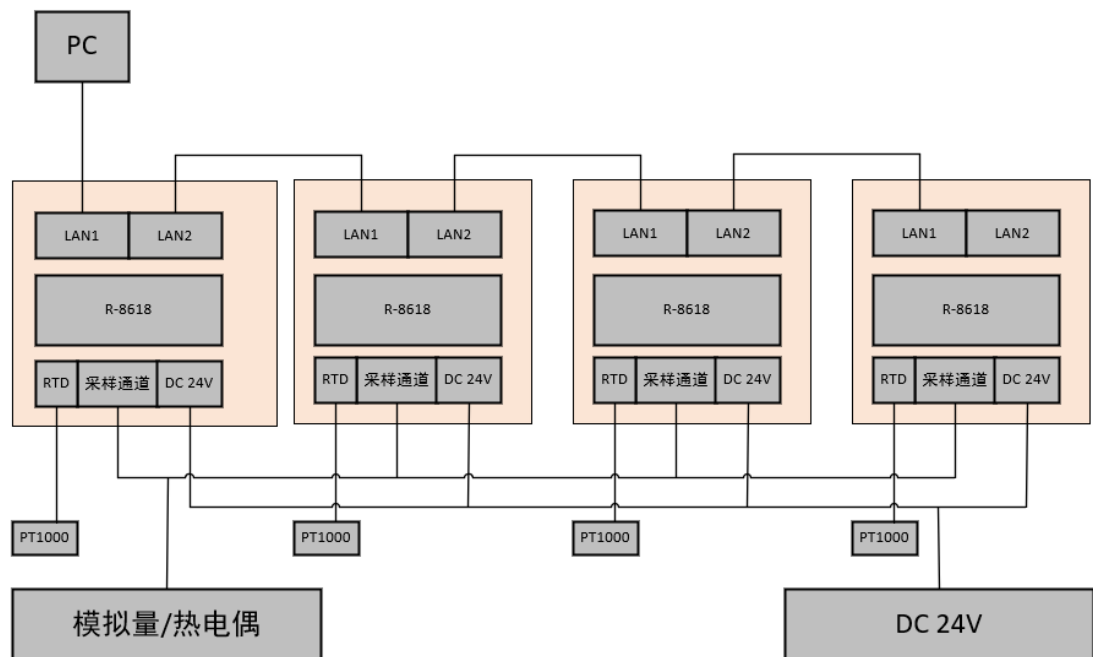 PC
LAN1 LAN2 LAN1 LAN2 LAN1 LAN2 LAN1 LAN2
R-8618 R-8618 R-8618 R-8618
RTD 采样通道 DC 24V RTD 采样通道 DC 24V RTD 采样通道 DC 24V RTD 采样通道 DC 24V
PT1000 PT1000 PT1000 PT1000
模拟量/热电偶 DC 24V